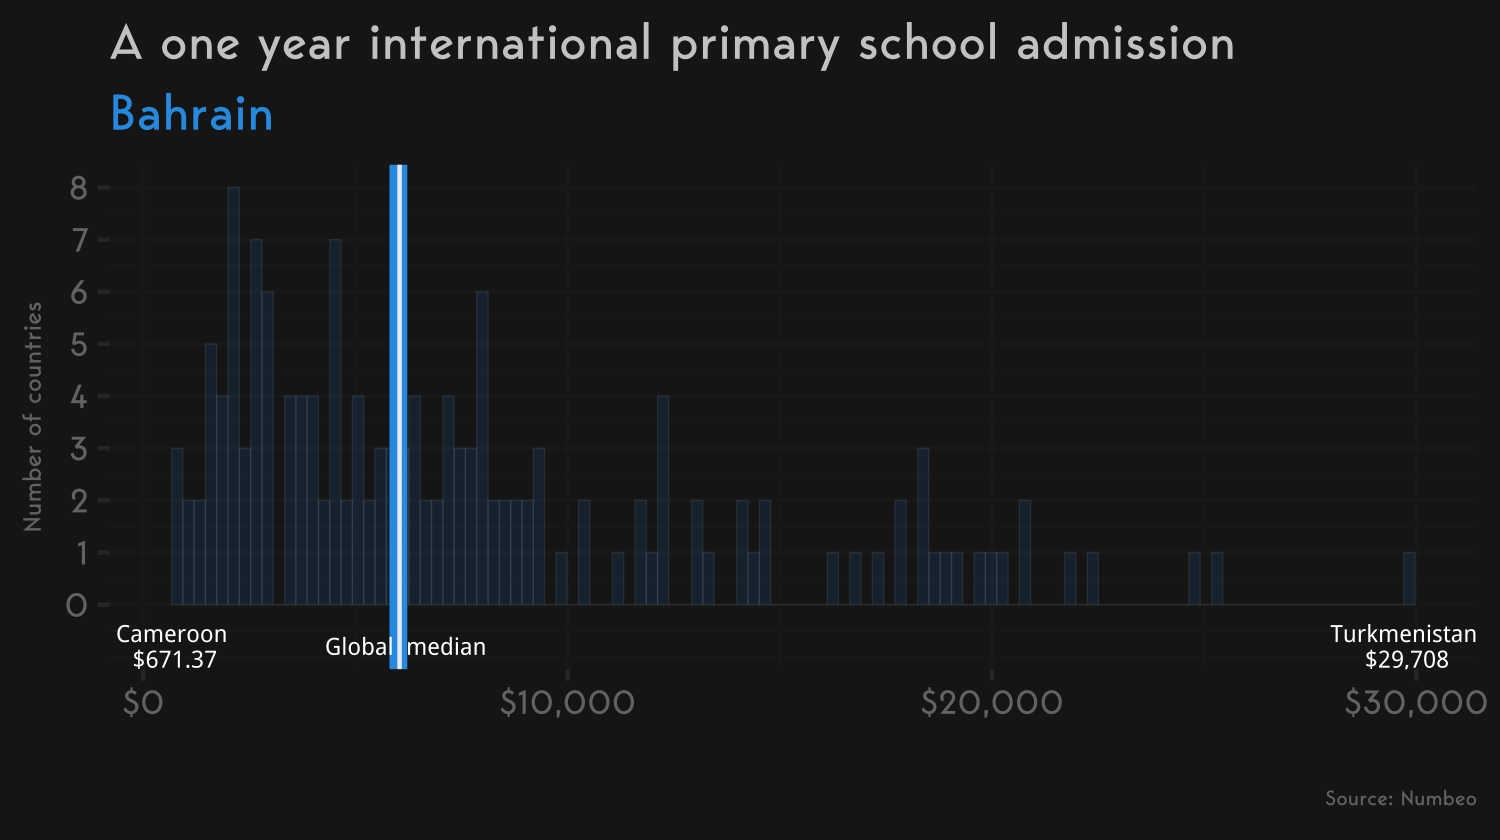 A one year international primary school admission
Bahrain
Number of countries
8
7
6
5
4
3
2
1
0
Cameroon
$671.37
Global median
Turkmenistan
$29,708
$0
$10,000
$20,000
$30,000
Source: Numbeo